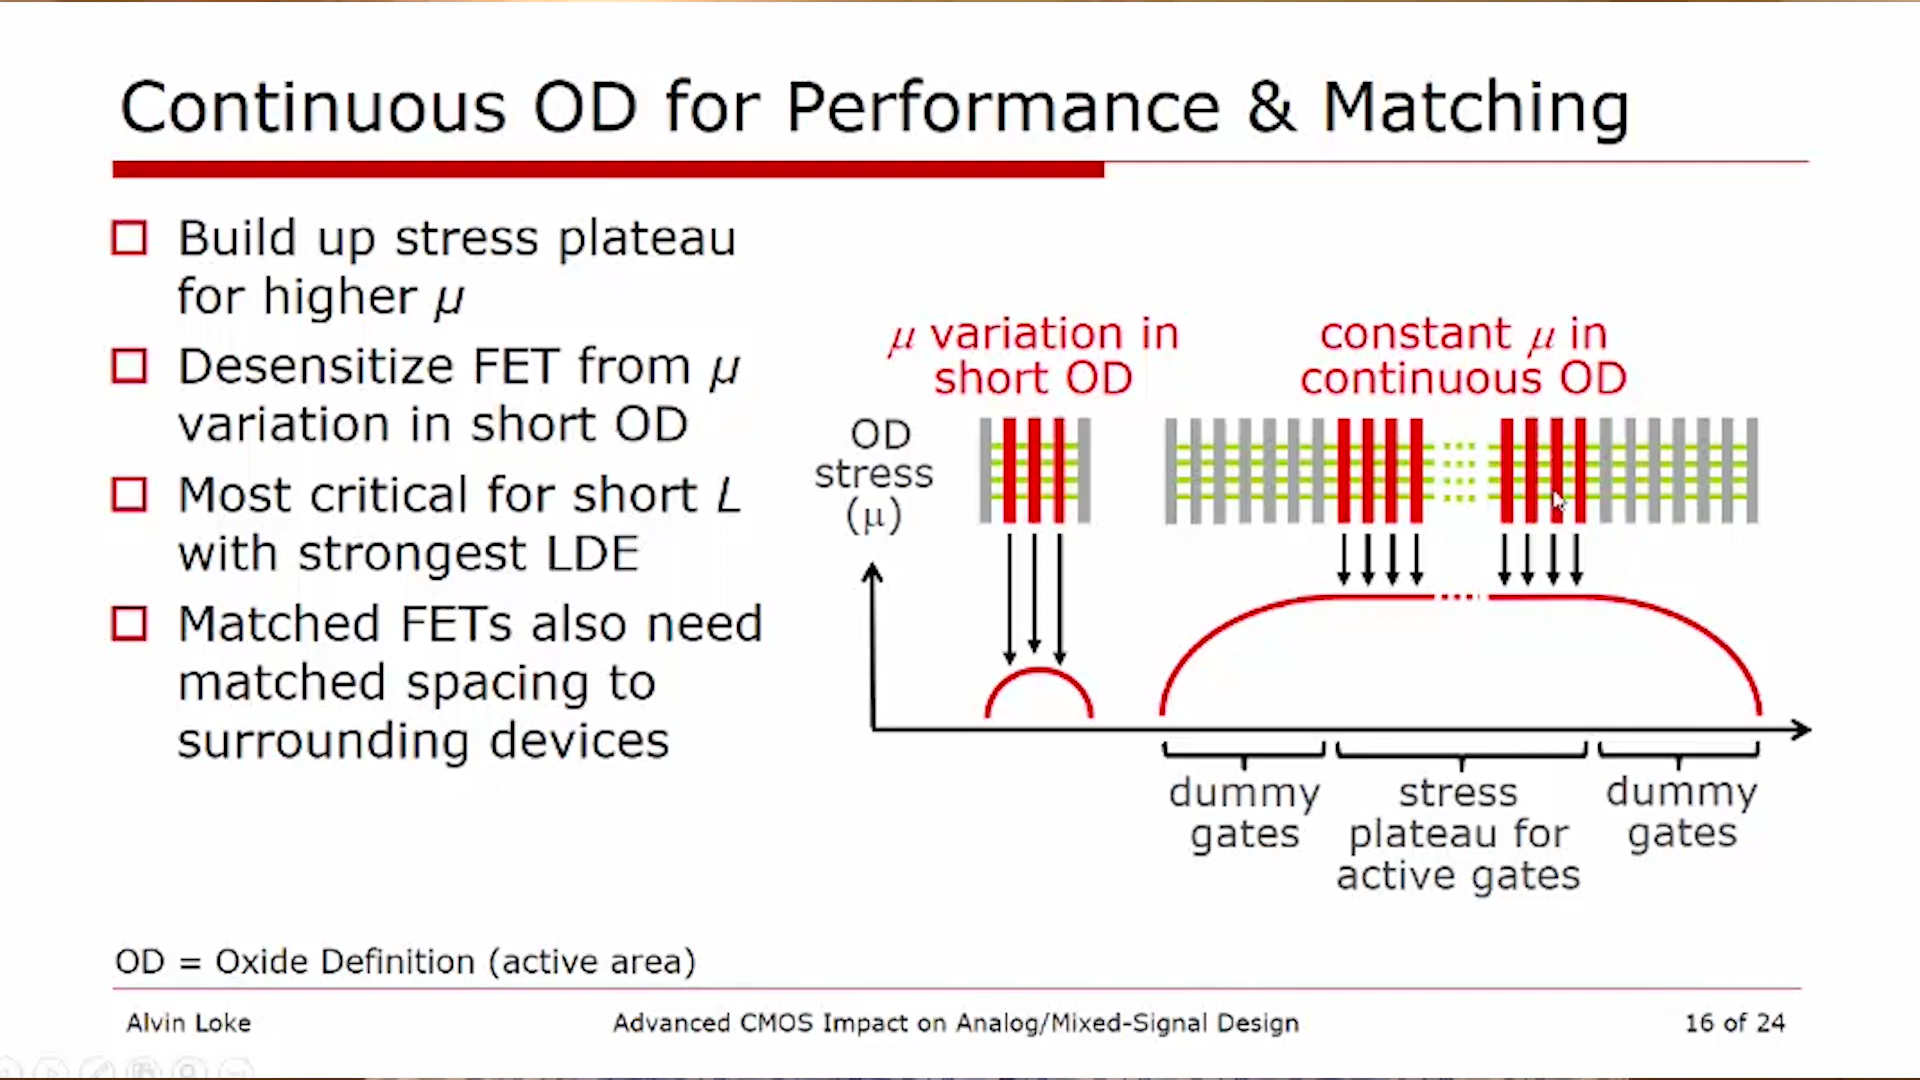 Continuous OD for Performance & Matching
Build up stress plateau
for higher μ
Desensitize FET from μ
variation in short OD
Most critical for short L
with strongest LDE
Matched FETs also need
matched spacing to
surrounding devices
μ variation in
short OD
constant μ in
continuous OD
OD
stress
(μ)
dummy
gates
stress
plateau for
active gates
dummy
gates
OD = Oxide Definition (active area)
Alvin Loke
Advanced CMOS Impact on Analog/Mixed-Signal Design
16 of 24